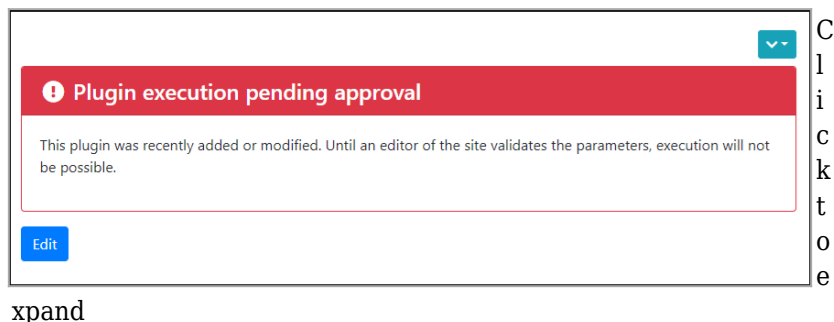 Plugin execution pending approval
This plugin was recently added or modified. Until an editor of the site validates the parameters, execution will not
be possible.
Edit
C
l
i
c
k
t
o
e
xpand